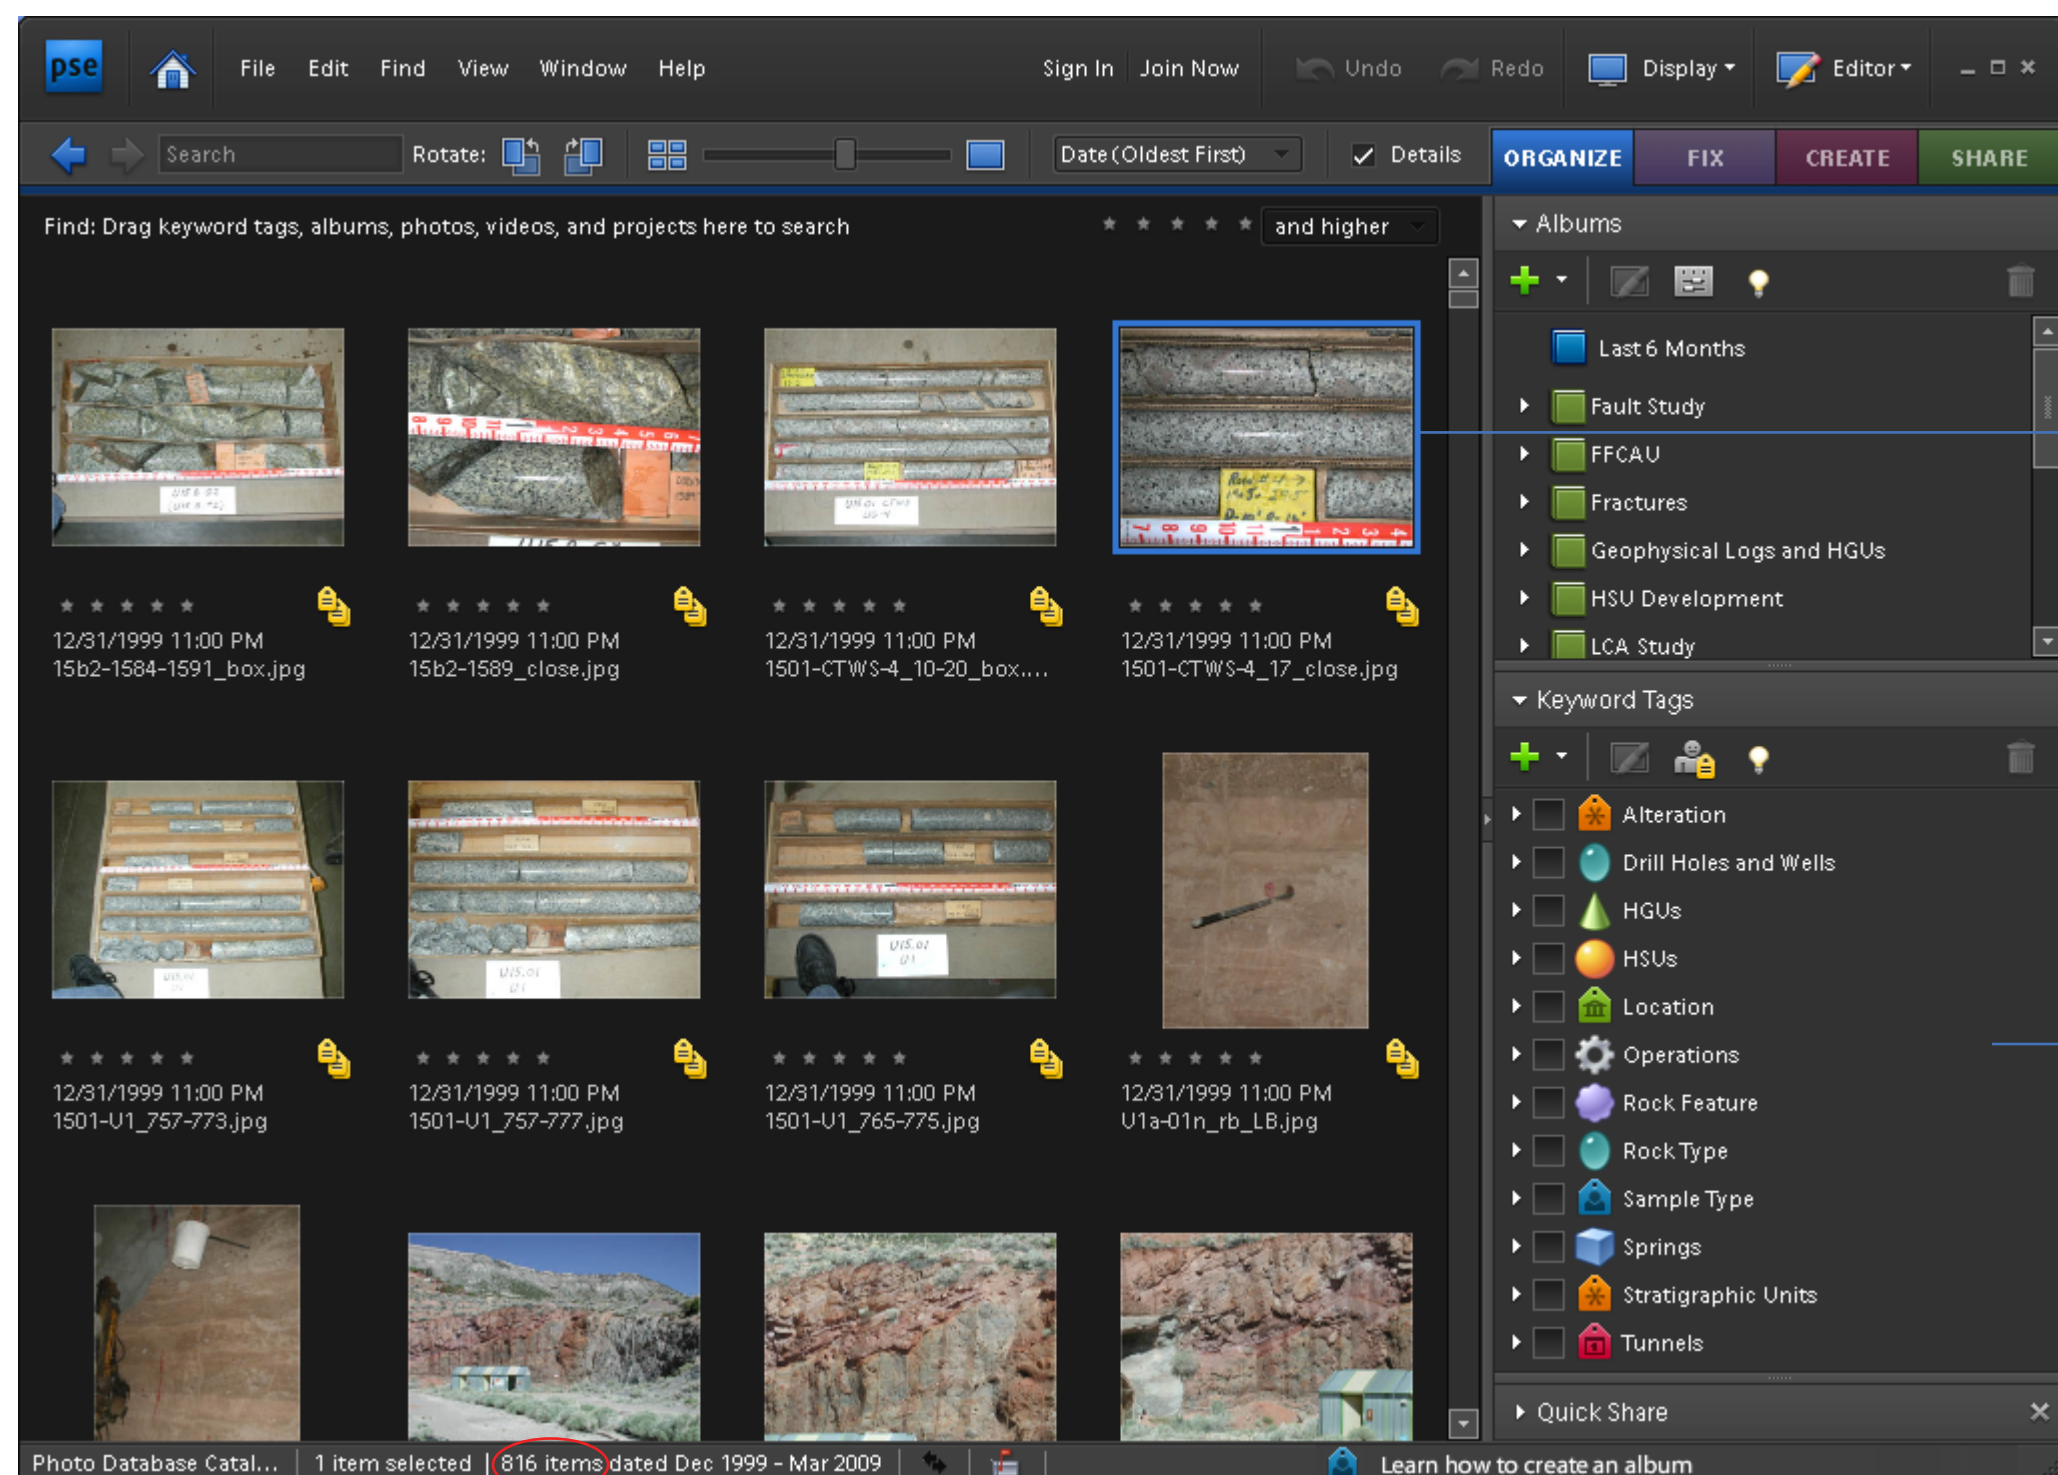 pse File Edit Find View Window Help Sign In Join Now Undo Redo Display Editor
Search Rotate: Date (Oldest First) Details ORGANIZE FIX CREATE SHARE
Find: Drag keyword tags, albums, photos, videos, and projects here to search and higher
Albums
Last 6 Months
Fault Study
FFCAU
Fractures
Geophysical Logs and HGUs
HSU Development
LCA Study
12/31/1999 11:00 PM 12/31/1999 11:00 PM 12/31/1999 11:00 PM 12/31/1999 11:00 PM
15b2-1584-1591_box.jpg 15b2-1589_close.jpg 1501-CTWS-4_10-20_box.... 1501-CTWS-4_17_close.jpg
Keyword Tags
Alteration
Drill Holes and Wells
HGUs
HSUs
Location
Operations
Rock Feature
Rock Type
Sample Type
Springs
Stratigraphic Units
Tunnels
U15.01
U1
U15.01
U1
12/31/1999 11:00 PM 12/31/1999 11:00 PM 12/31/1999 11:00 PM 12/31/1999 11:00 PM
1501-U1_757-773.jpg 1501-U1_757-777.jpg 1501-U1_765-775.jpg U1a-01n_rb_LB.jpg
Quick Share
Photo Database Catal... 1 item selected 816 items dated Dec 1999 - Mar 2009 Learn how to create an album